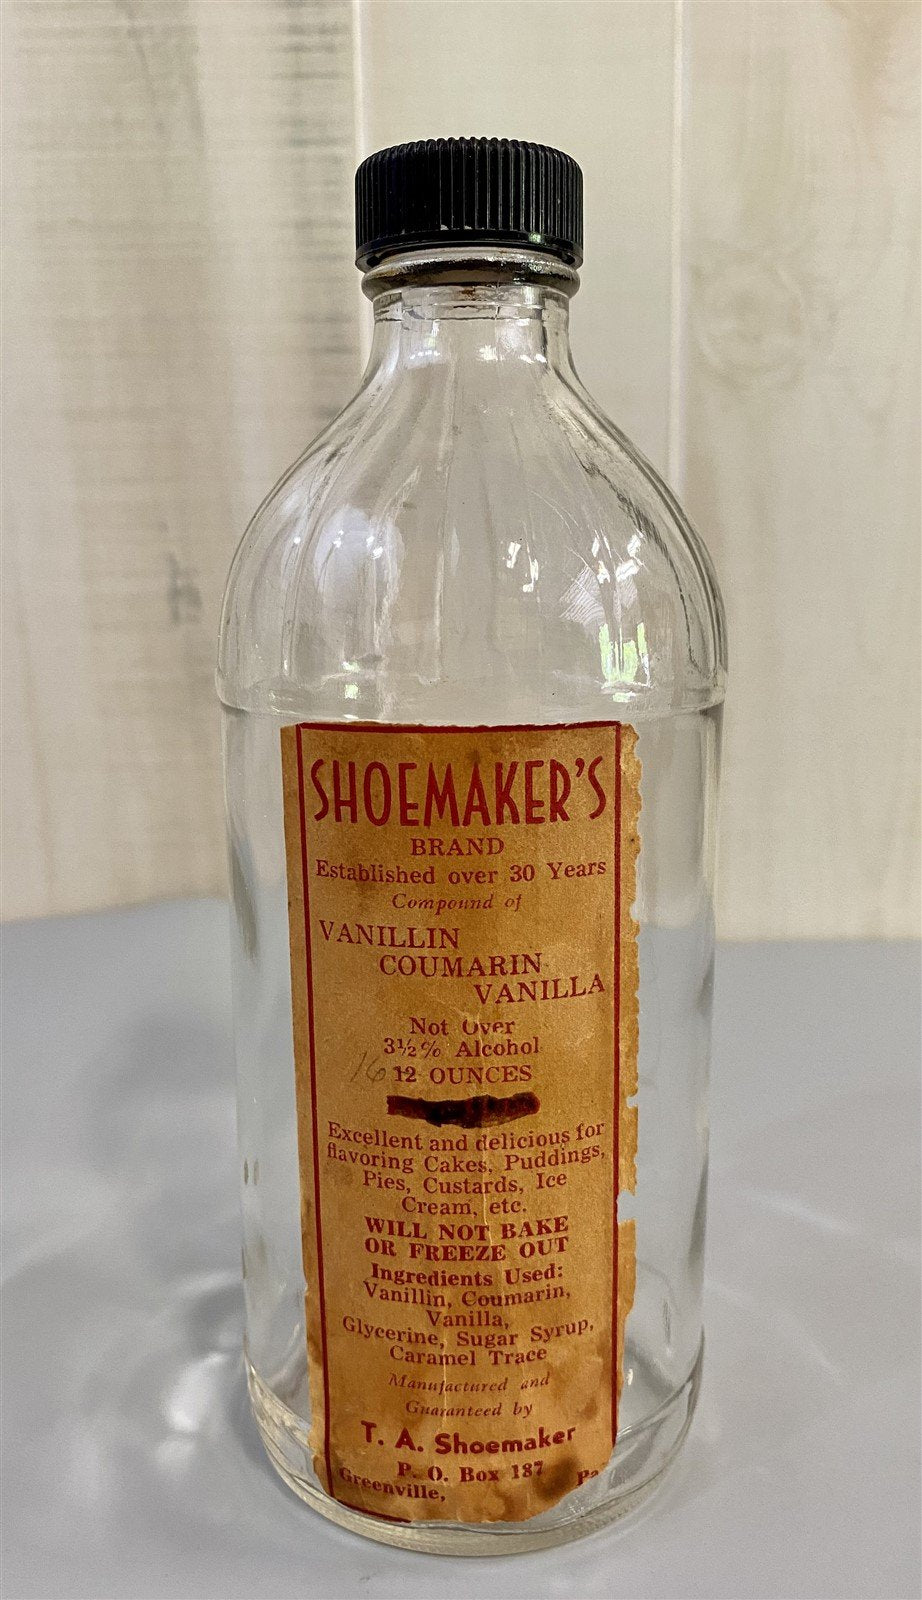 SHOEMAKER'S
BRAND
Established over 30 Years
Compound of
VANILLIN
COUMARIN
VANILLA
Not Over
3½% Alcohol
16 12 OUNCES
Excellent and delicious for
flavoring Cakes, Puddings,
Pies, Custards, Ice
Cream, etc.
WILL NOT BAKE
OR FREEZE OUT
Ingredients Used:
Vanillin, Coumarin,
Vanilla,
Glycerine, Sugar Syrup,
Caramel Trace
Manufactured and
Guaranteed by
T. A. Shoemaker
P. O. Box 187
Greenville, Pa